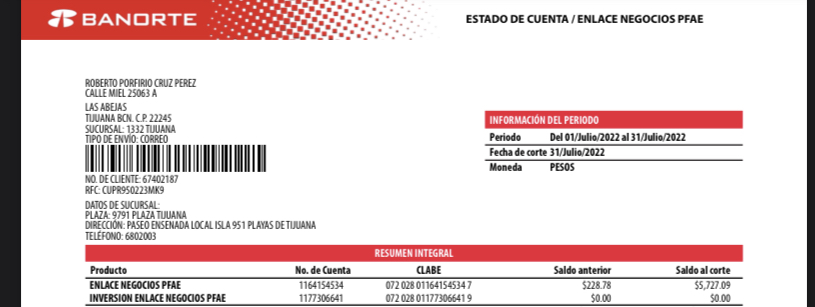 BANORTE
ESTADO DE CUENTA / ENLACE NEGOCIOS PFAE
ROBERTO PORFIRIO CRUZ PEREZ
CALLE MIEL 25063 A
LAS ABEJAS
TIJUANA BCN. C.P. 22245
SUCURSAL: 1332 TIJUANA
TIPO DE ENVÍO: CORREO
NO. DE CLIENTE: 67402187
RFC: CUPR950223MK9
DATOS DE SUCURSAL:
PLAZA: 9791 PLAZA TIJUANA
DIRECCIÓN: PASEO ENSENADA LOCAL ISLA 951 PLAYAS DE TIJUANA
TELÉFONO: 6802003
INFORMACIÓN DEL PERIODO
Periodo Del 01/Julio/2022 al 31/Julio/2022
Fecha de corte 31/Julio/2022
Moneda PESOS
RESUMEN INTEGRAL
Producto No. de Cuenta CLABE Saldo anterior Saldo al corte
ENLACE NEGOCIOS PFAE 1164154534 072 028 01164154534 7 $228.78 $5,727.09
INVERSION ENLACE NEGOCIOS PFAE 1177306641 072 028 01177306641 9 $0.00 $0.00